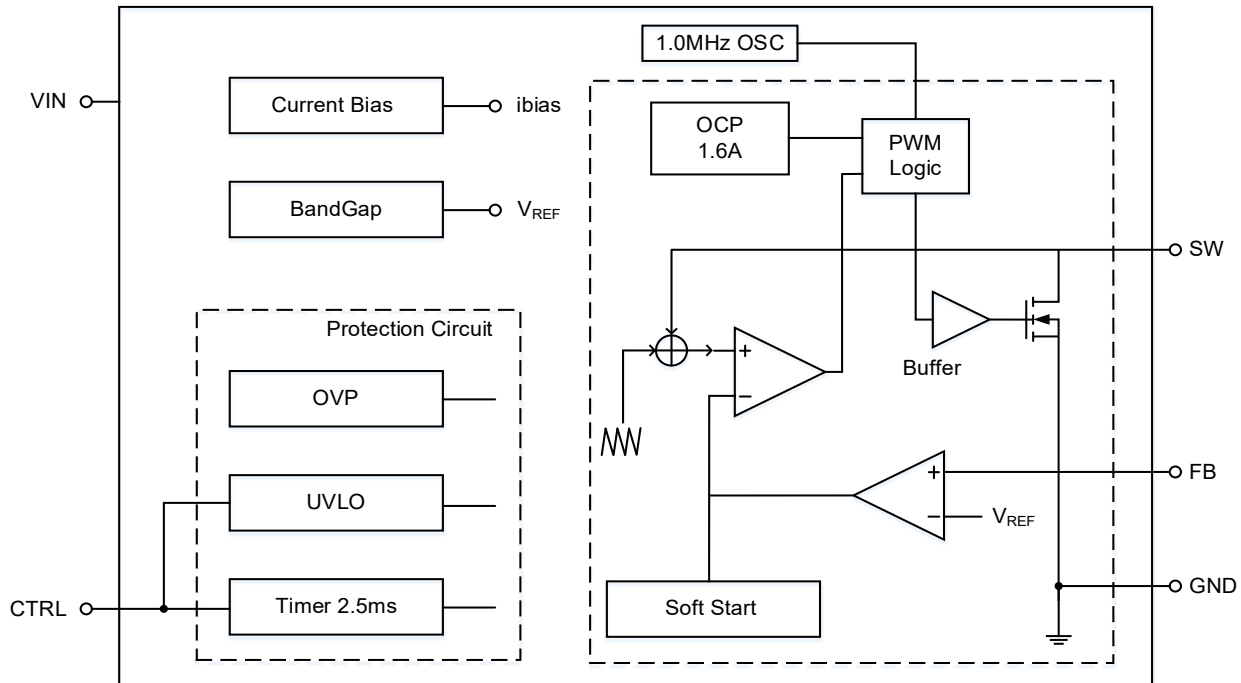 1.0MHz OSC
VIN
Current Bias
ibias
OCP
1.6A
PWM
Logic
BandGap
VREF
SW
Protection Circuit
Buffer
OVP
+
−
UVLO
+
FB
−
VREF
CTRL
Timer 2.5ms
Soft Start
GND